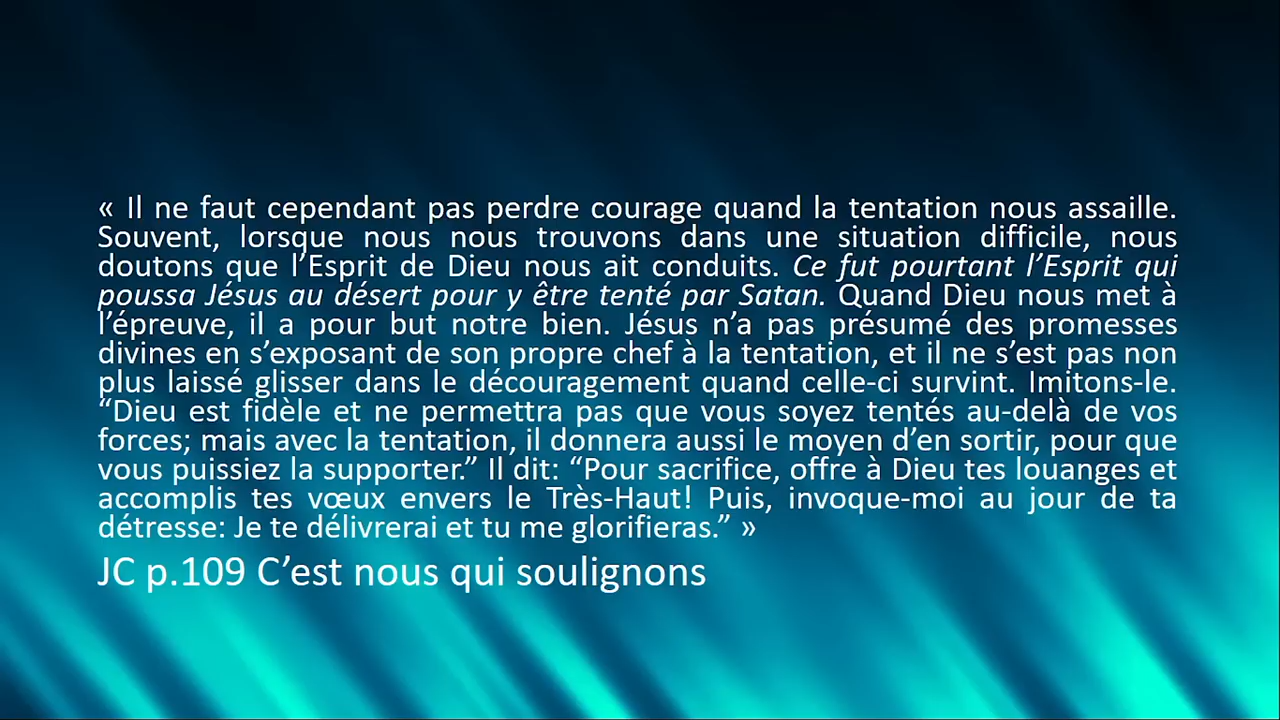 « Il ne faut cependant pas perdre courage quand la tentation nous assaille.
Souvent, lorsque nous nous trouvons dans une situation difficile, nous
doutons que l’Esprit de Dieu nous ait conduits. Ce fut pourtant l’Esprit qui
poussa Jésus au désert pour y être tenté par Satan. Quand Dieu nous met à
l’épreuve, il a pour but notre bien. Jésus n’a pas présumé des promesses
divines en s’exposant de son propre chef à la tentation, et il ne s’est pas non
plus laissé glisser dans le découragement quand celle-ci survint. Imitons-le.
“Dieu est fidèle et ne permettra pas que vous soyez tentés au-delà de vos
forces; mais avec la tentation, il donnera aussi le moyen d’en sortir, pour que
vous puissiez la supporter.” Il dit: “Pour sacrifice, offre à Dieu tes louanges et
accomplis tes vœux envers le Très-Haut! Puis, invoque-moi au jour de ta
détresse: Je te délivrerai et tu me glorifieras.” »
JC p.109 C’est nous qui soulignons